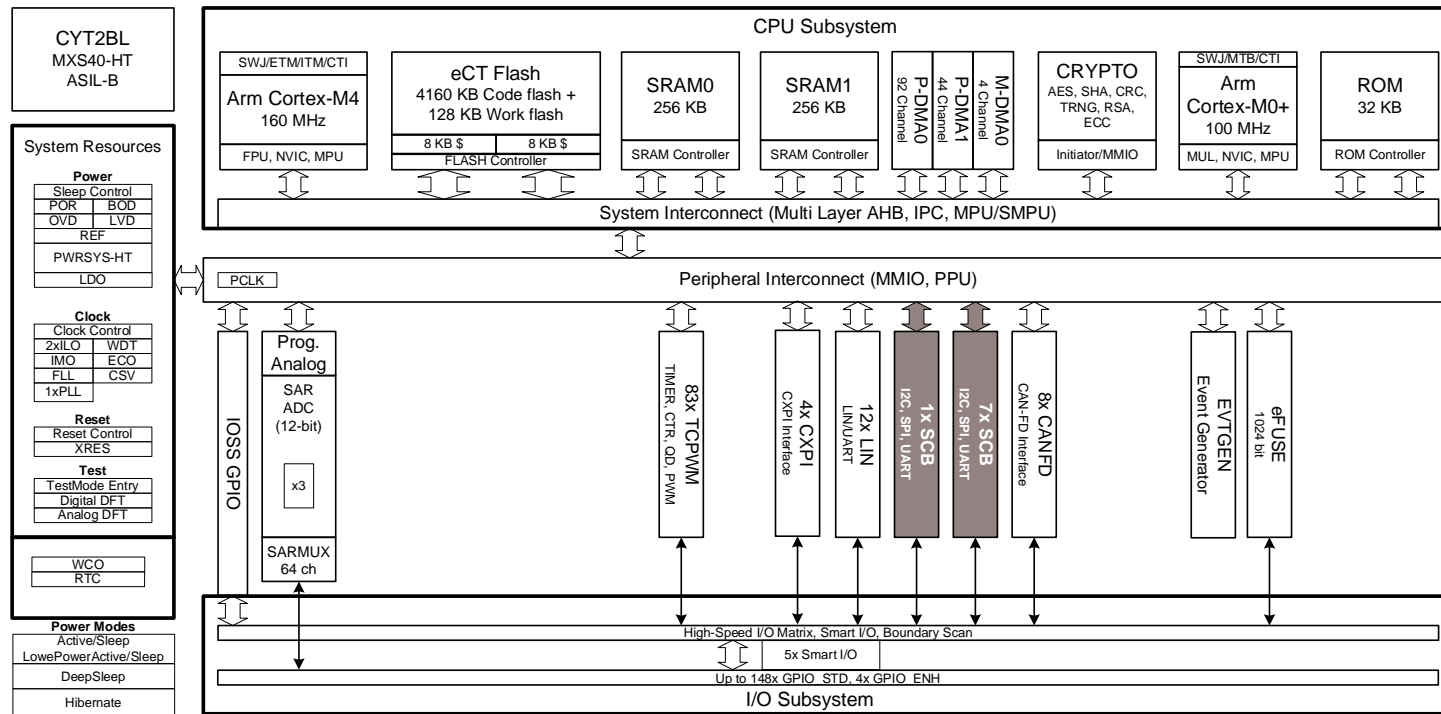 CYT2BL
MXS40-HT
ASIL-B
System Resources
Power
Sleep Control
POR
BOD
OVD
LVD
REF
PWRSYS-HT
LDO
Clock
Clock Control
2xILO
WDT
IMO
ECO
FLL
CSV
1xPLL
Reset
Reset Control
XRES
Test
TestMode Entry
Digital DFT
Analog DFT
WCO
RTC
Power Modes
Active/Sleep
LowePowerActive/Sleep
DeepSleep
Hibernate
CPU Subsystem
SWJ/ETM/ITM/CTI
Arm Cortex-M4
160 MHz
FPU, NVIC, MPU
eCT Flash
4160 KB Code flash +
128 KB Work flash
8 KB $
8 KB $
FLASH Controller
SRAM0
256 KB
SRAM Controller
SRAM1
256 KB
SRAM Controller
P-DMA0
92 Channel
P-DMA1
44 Channel
M-DMA0
4 Channel
CRYPTO
AES, SHA, CRC,
TRNG, RSA,
ECC
Initiator/MMIO
SWJ/MTB/CTI
Arm
Cortex-M0+
100 MHz
MUL, NVIC, MPU
ROM
32 KB
ROM Controller
System Interconnect (Multi Layer AHB, IPC, MPU/SMPU)
PCLK
Peripheral Interconnect (MMIO, PPU)
IOSS GPIO
Prog.
Analog
SAR
ADC
(12-bit)
x3
SARMUX
64 ch
83x TCPWM
TIMER, CTR, QD, PWM
4x CXPI
CXPI Interface
12x LIN
LIN/UART
1x SCB
I2C, SPI, UART
7x SCB
I2C, SPI, UART
8x CANFD
CAN-FD Interface
EVTGEN
Event Generator
eFUSE
1024 bit
High-Speed I/O Matrix, Smart I/O, Boundary Scan
5x Smart I/O
Up to 148x GPIO_STD, 4x GPIO_ENH
I/O Subsystem